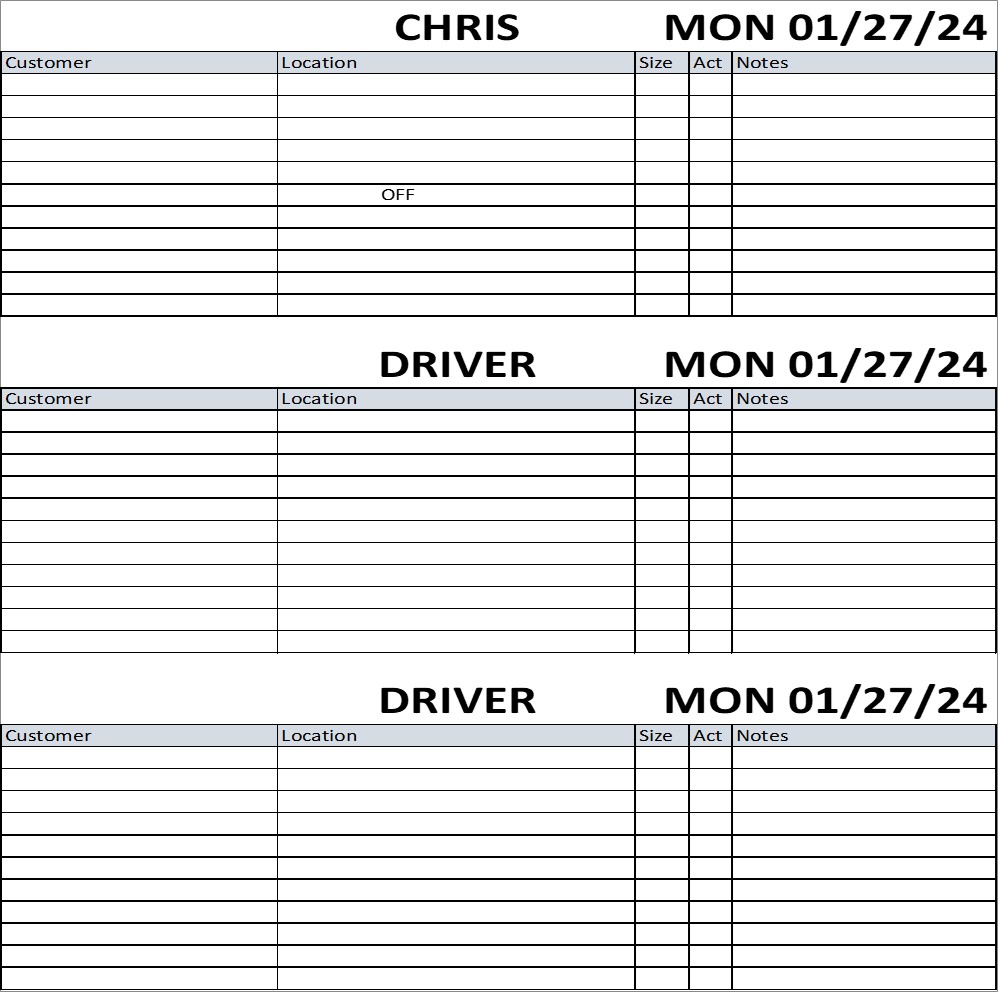 CHRIS MON 01/27/24
Customer Location Size Act Notes
OFF
DRIVER MON 01/27/24
Customer Location Size Act Notes
DRIVER MON 01/27/24
Customer Location Size Act Notes